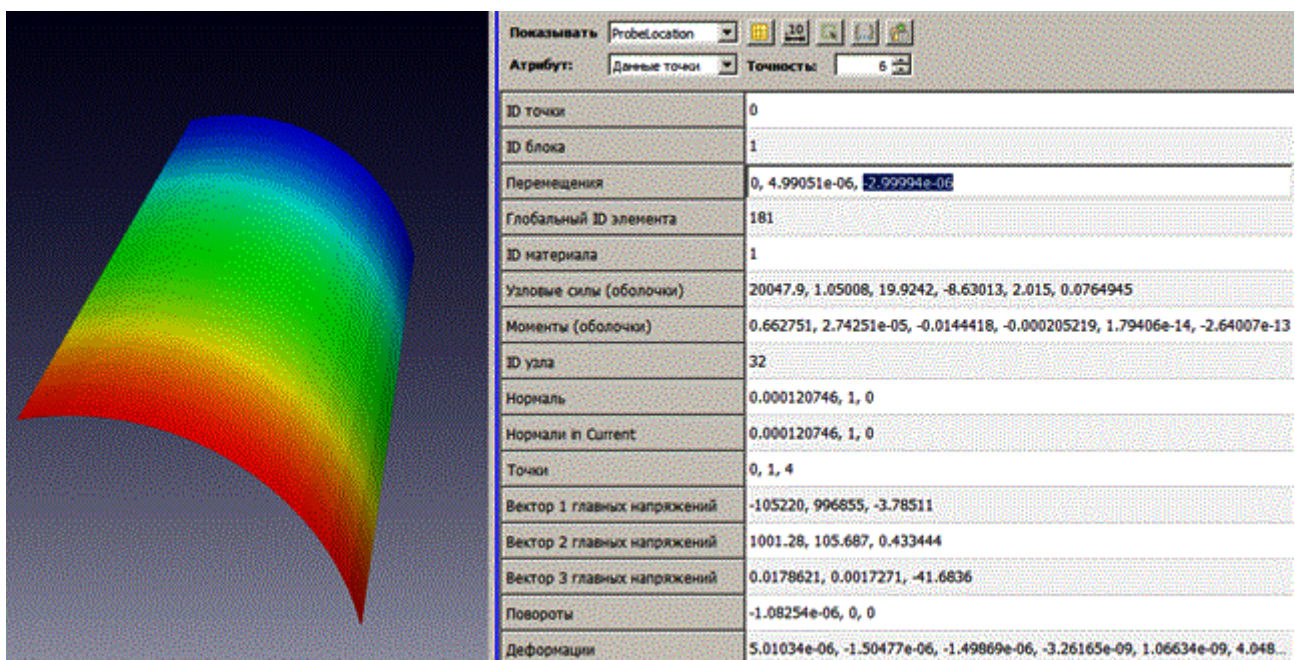 Показывать ProbeLocation
Атрибут: Данные точки Точность: 6
ID точки 0
ID блока 1
Перемещения 0, 4.99051e-06, -2.99994e-06
Глобальный ID элемента 181
ID материала 1
Узловые силы (оболочки) 20047.9, 1.05008, 19.9242, -8.63013, 2.015, 0.0764945
Моменты (оболочки) 0.662751, 2.74251e-05, -0.0144418, -0.000205219, 1.79406e-14, -2.64007e-13
ID узла 32
Нормаль 0.000120746, 1, 0
Нормали in Current 0.000120746, 1, 0
Точки 0, 1, 4
Вектор 1 главных напряжений -105220, 996855, -3.78511
Вектор 2 главных напряжений 1001.28, 105.687, 0.433444
Вектор 3 главных напряжений 0.0178621, 0.0017271, -41.6836
Повороты -1.08254e-06, 0, 0
Деформации 5.01034e-06, -1.50477e-06, -1.49869e-06, -3.26165e-09, 1.06634e-09, 4.048...